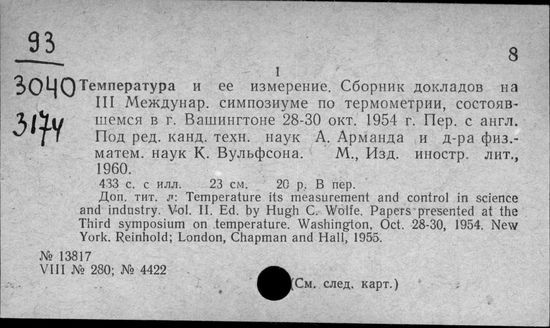 93
8
I
3040 Температура и ее измерение. Сборник докладов на
III Междунар. симпозиуме по термометрии, состояв-
3174
шемся в г. Вашингтоне 28-30 окт. 1954 г. Пер. с англ.
Под ред. канд. техн. наук А. Арманда и д-ра физ.-
матем. наук К. Вульфсона. М., Изд. иностр. лит.,
1960.
433 с. с илл. 23 см. 20 р. В пер.
Доп. тит. л: Temperature its measurement and control in science
and industry. Vol. II. Ed. by Hugh C. Wolfe. Papers presented at the
Third symposium on temperature. Washington, Oct. 28-30, 1954. New
York. Reinhold; London, Chapman and Hall, 1955.
№ 13817
VIII № 280; № 4422
(См. след. карт.)